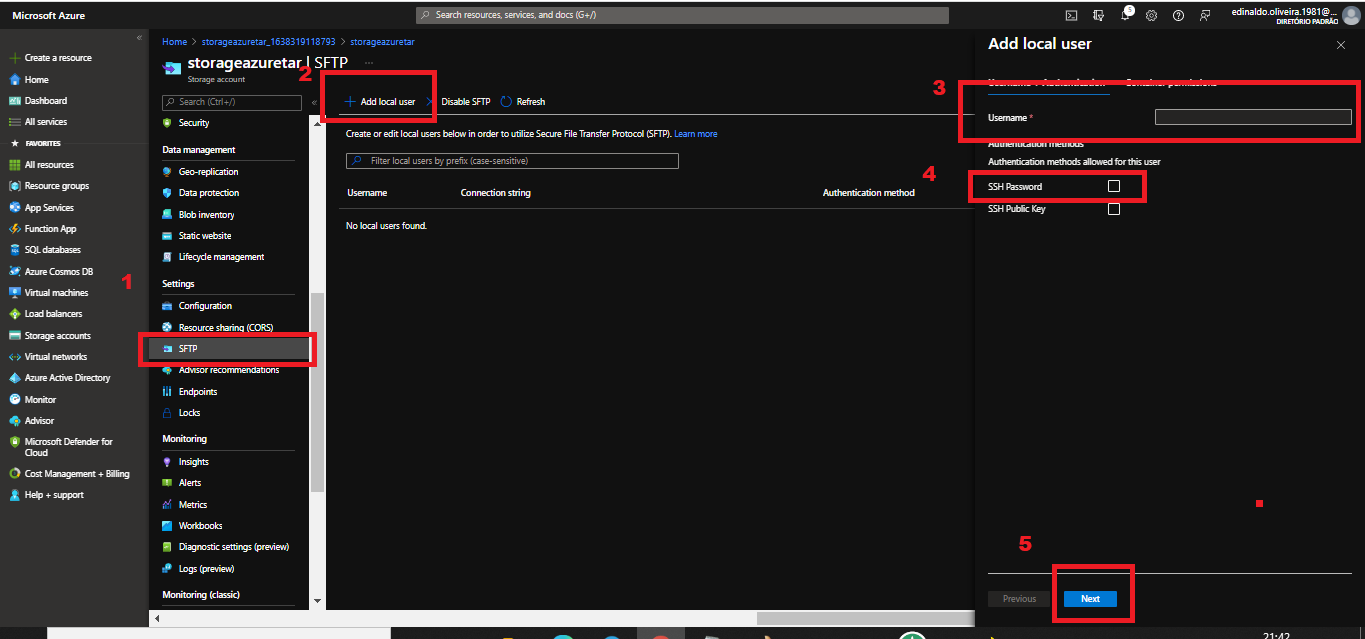 Microsoft Azure
Search resources, services, and docs (G+/)
5
edinaldo.oliveira.1981@...
DIRETÓRIO PADRÃO
«
Create a resource
Home
Dashboard
All services
FAVORITES
All resources
Resource groups
App Services
Function App
SQL databases
Azure Cosmos DB
Virtual machines
Load balancers
Storage accounts
Virtual networks
Azure Active Directory
Monitor
Advisor
Microsoft Defender for
Cloud
Cost Management + Billing
Help + support
1
Home > storageazuretar_1638319118793 > storageazuretar
storageazuretar | SFTP ...
Storage account
2
Search (Ctrl+/)
«
Security
Data management
Geo-replication
Data protection
Blob inventory
Static website
Lifecycle management
Settings
Configuration
Resource sharing (CORS)
SFTP
Advisor recommendations
Endpoints
Locks
Monitoring
Insights
Alerts
Metrics
Workbooks
Diagnostic settings (preview)
Logs (preview)
Monitoring (classic)
Add local user
Disable SFTP
Refresh
Create or edit local users below in order to utilize Secure File Transfer Protocol (SFTP). Learn more
Filter local users by prefix (case-sensitive)
Username
Connection string
Authentication method
No local users found.
Add local user
3
Username + Authentication
Container permissions
Username *
Authentication methods
Authentication methods allowed for this user
4
SSH Password
SSH Public Key
5
Previous
Next
21:42